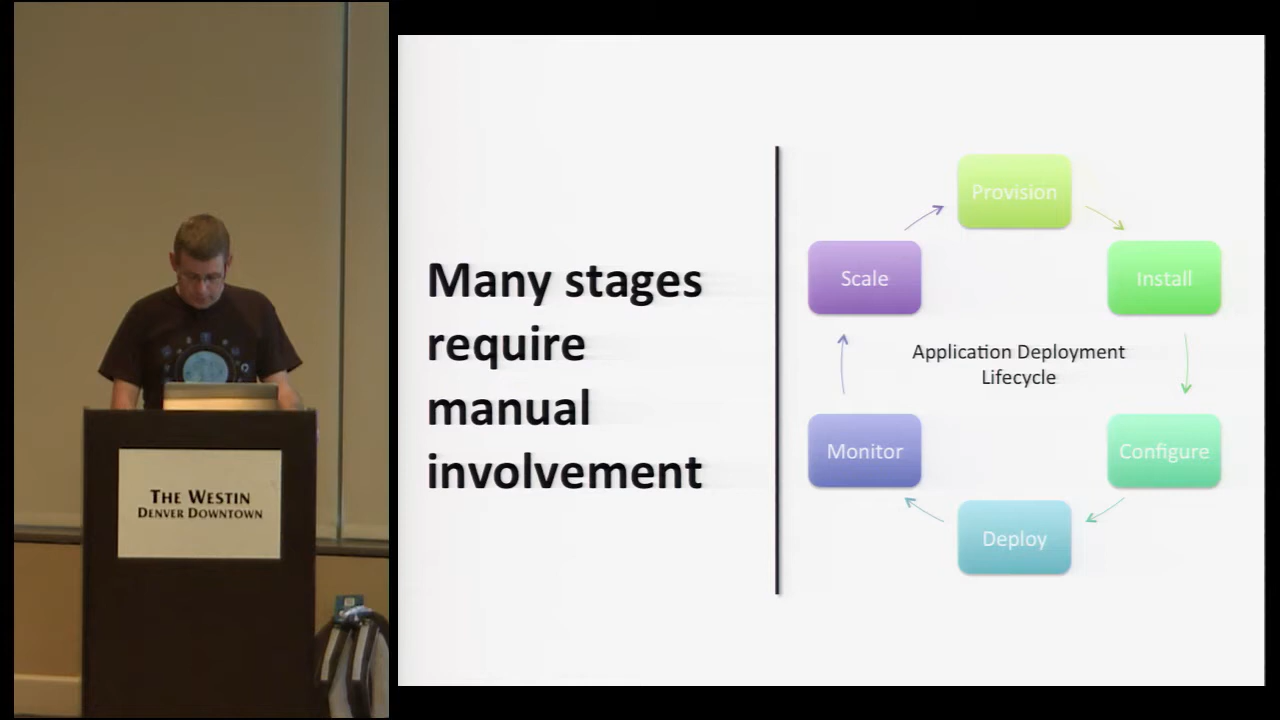 THE WESTIN
DENVER DOWNTOWN
Many stages
require
manual
involvement
Provision
Install
Configure
Deploy
Monitor
Scale
Application Deployment
Lifecycle